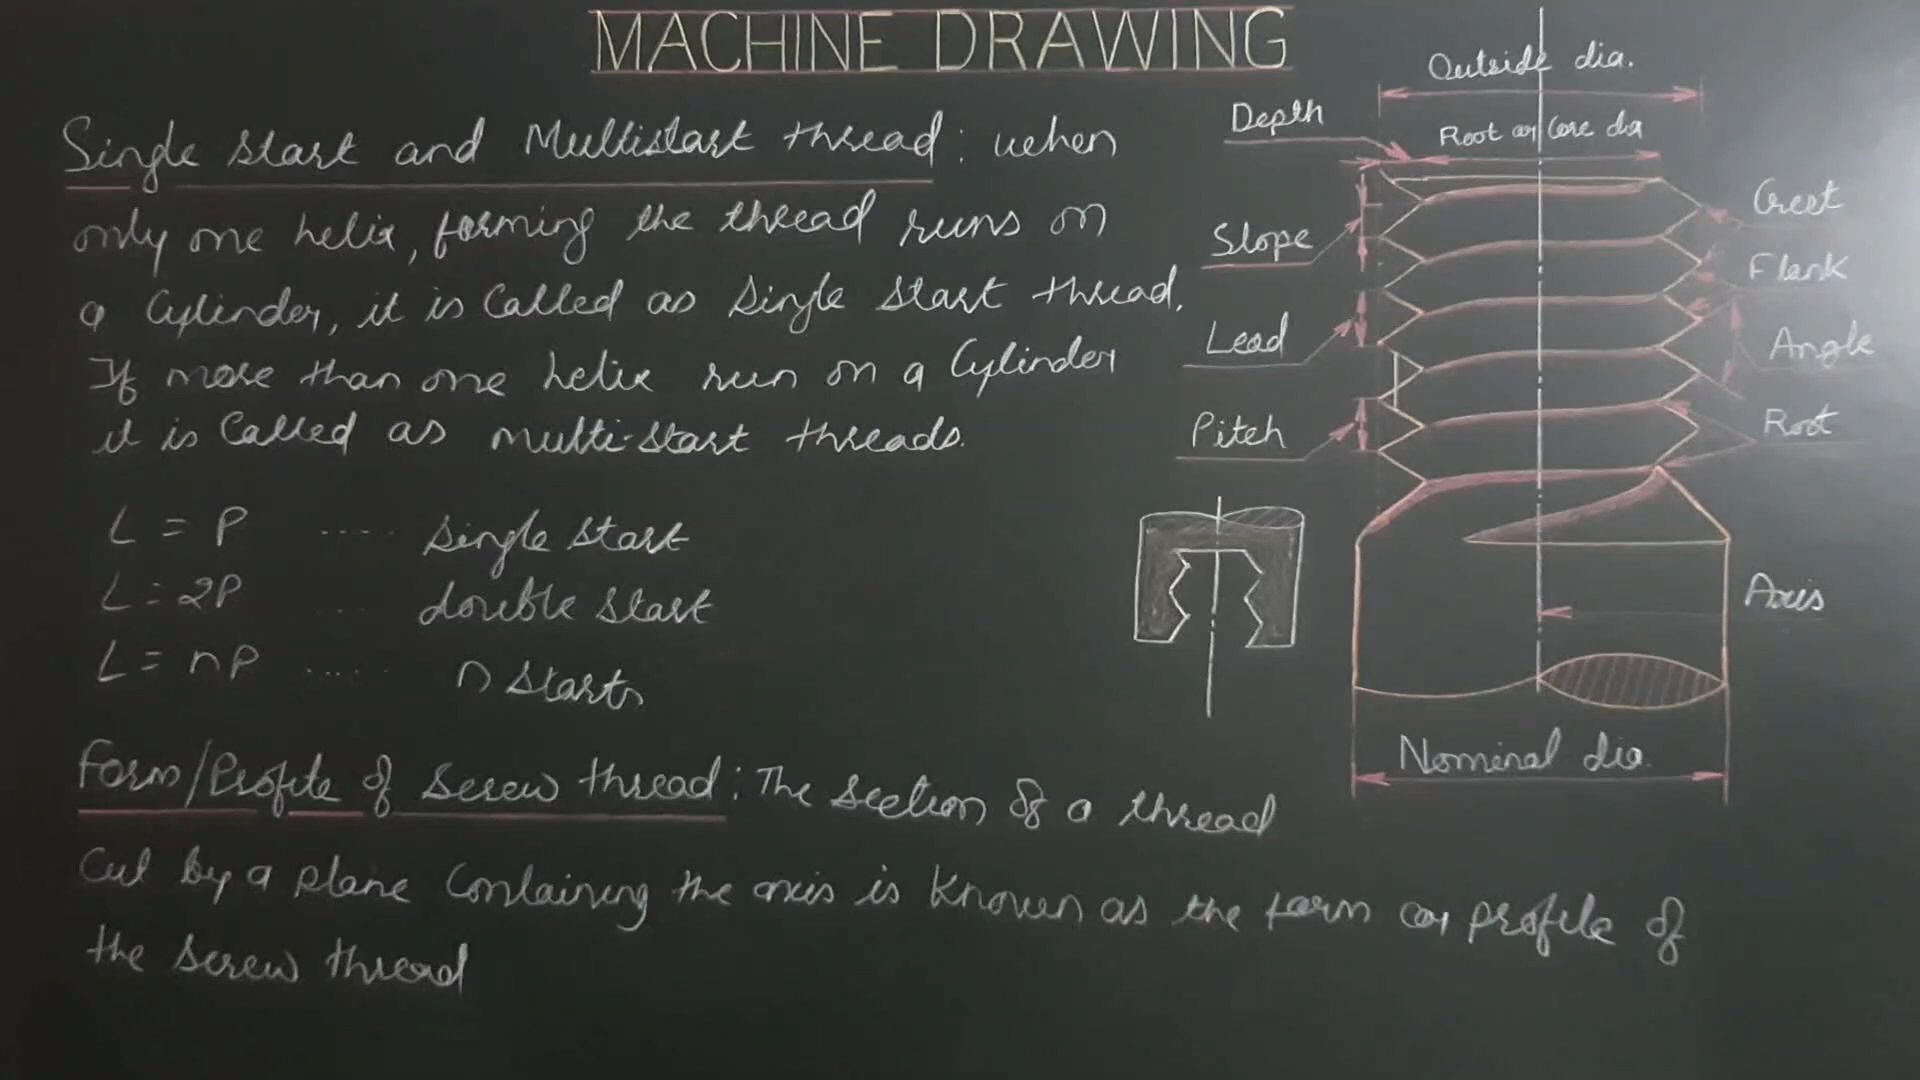 MACHINE DRAWING
Single start and Multistart thread: when
only one helix, forming the thread runs on
a Cylinder, it is Called as single start thread.
If more than one helix run on a Cylinder
it is Called as multi-start threads.
L = P ..... single start
L = 2P .... double start
L = nP ..... n starts
Form/Profile of Screw thread: The section of a thread
Cut by a plane Containing the axis is Known as the form or profile of
the screw thread
Outside dia.
Depth
Root or Core dia
Slope
Lead
Pitch
Crest
Flank
Angle
Root
Axis
Nominal dia.